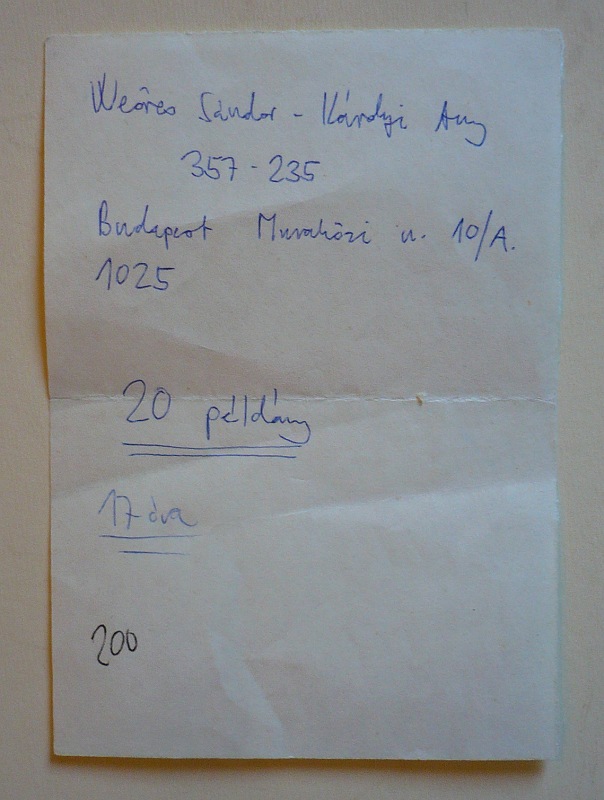 Weöres Sándor - Károlyi Amy
357-235
Budapest Muraközi u. 10/A.
1025
20 példány
17 óra
200